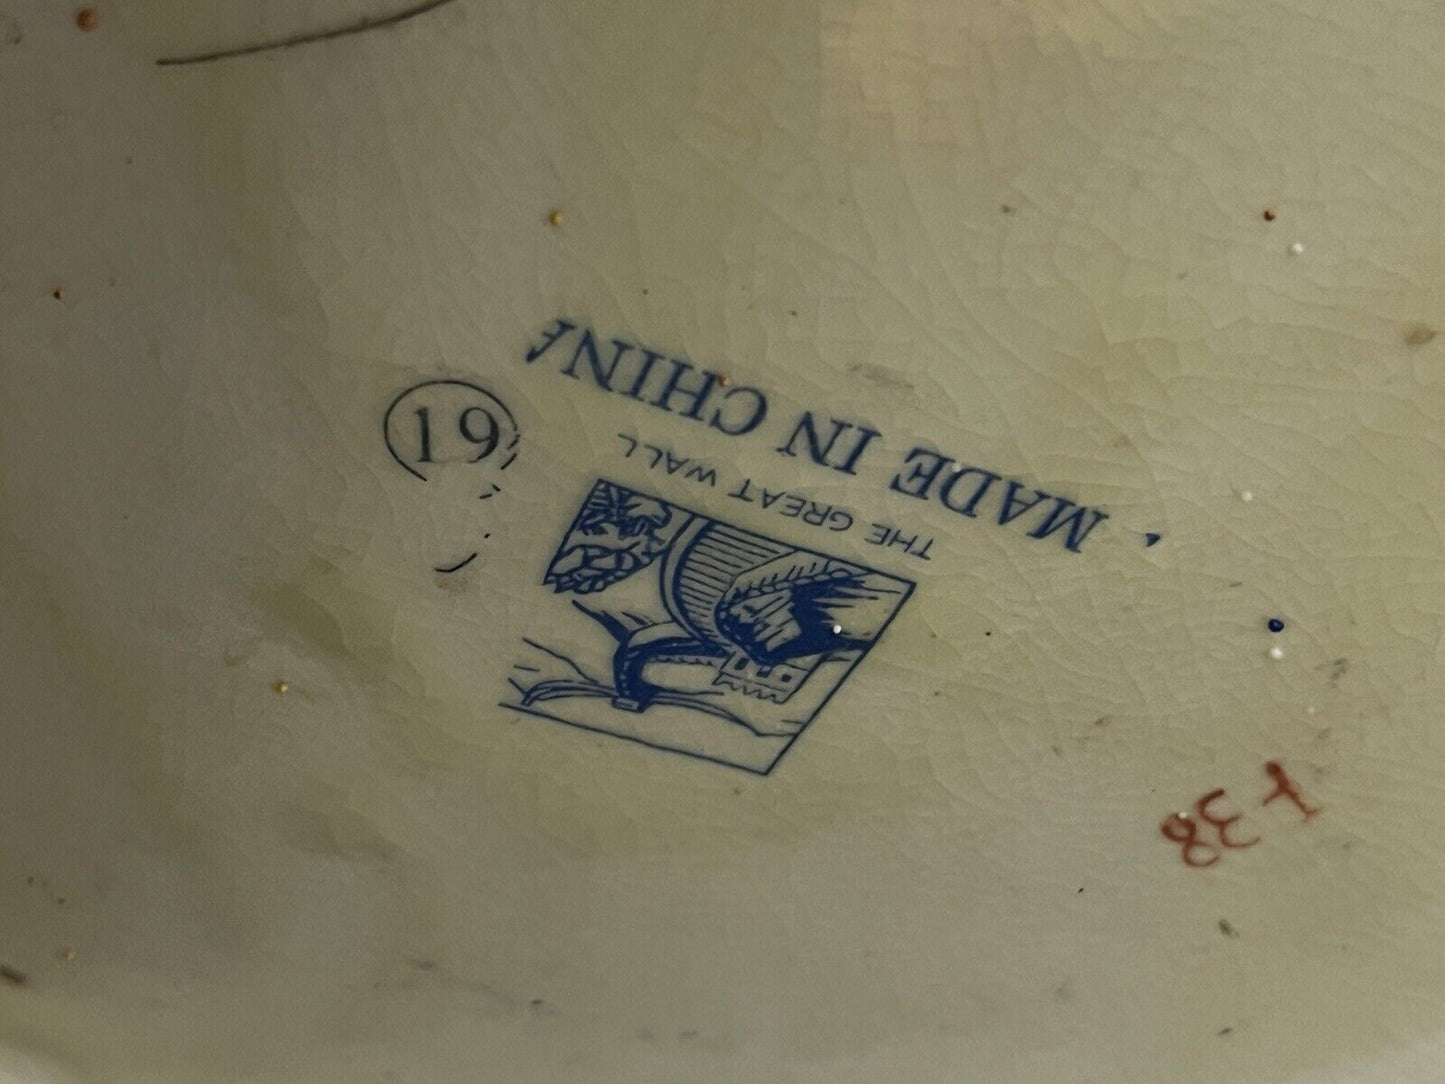 THE GREAT WALL
· MADE IN CHINA
19
38